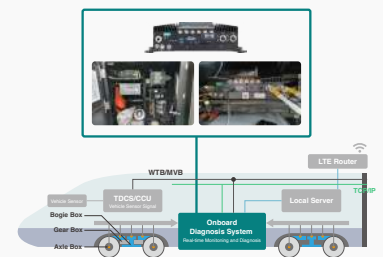 LTE Router
WTB/MVB
TCP/IP
Vehicle Sensor
TDCS/CCU
Vehicle Sensor Signal
Local Server
Bogie Box
Gear Box
Axle Box
Onboard
Diagnosis System
Real-time Monitoring and Diagnosis